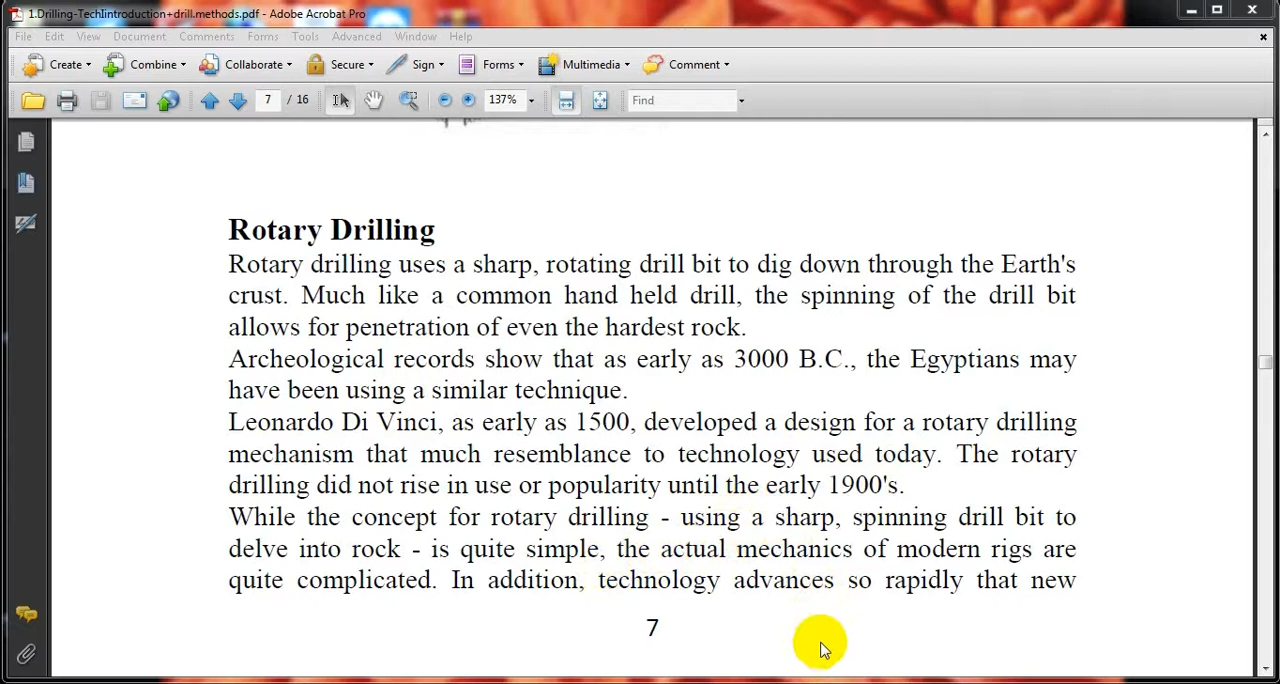 1.Drilling-TechIintroduction+drill.methods.pdf - Adobe Acrobat Pro
File Edit View Document Comments Forms Tools Advanced Window Help
Create Combine Collaborate Secure Sign Forms Multimedia Comment
7 / 16 137% Find
Rotary Drilling
Rotary drilling uses a sharp, rotating drill bit to dig down through the Earth's
crust. Much like a common hand held drill, the spinning of the drill bit
allows for penetration of even the hardest rock.
Archeological records show that as early as 3000 B.C., the Egyptians may
have been using a similar technique.
Leonardo Di Vinci, as early as 1500, developed a design for a rotary drilling
mechanism that much resemblance to technology used today. The rotary
drilling did not rise in use or popularity until the early 1900's.
While the concept for rotary drilling - using a sharp, spinning drill bit to
delve into rock - is quite simple, the actual mechanics of modern rigs are
quite complicated. In addition, technology advances so rapidly that new
7